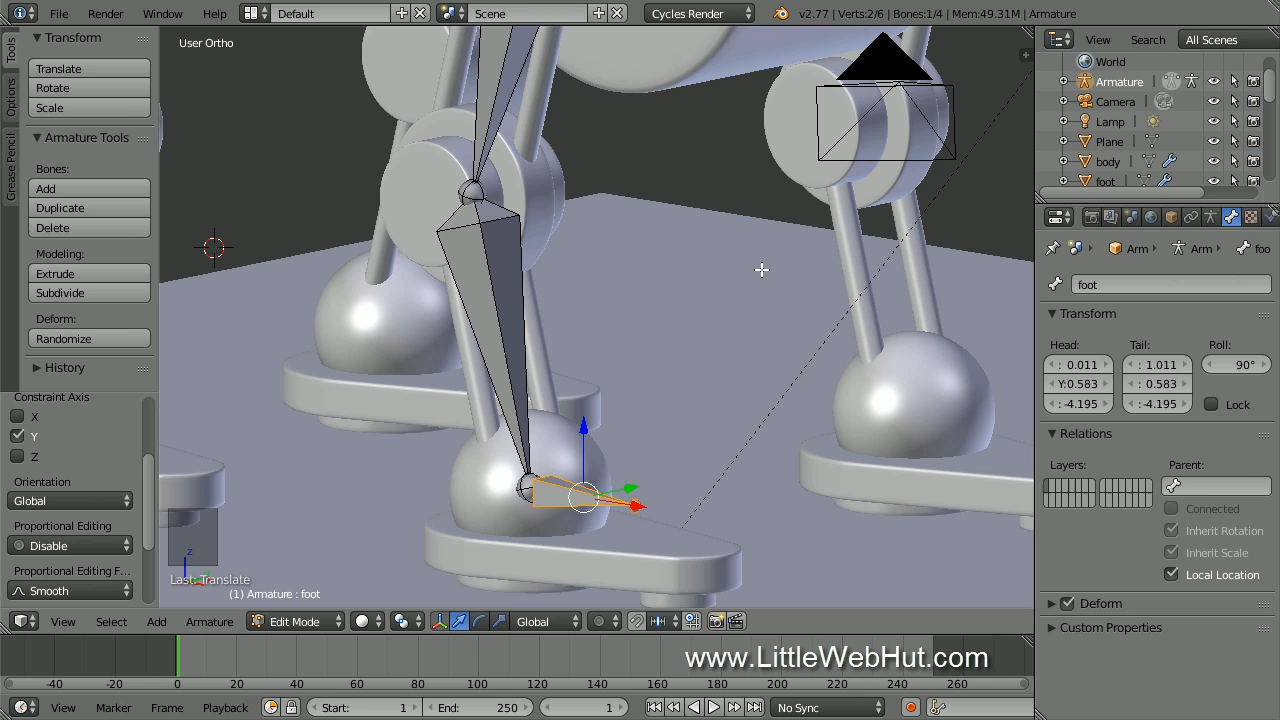 File Render Window Help Default Scene Cycles Render v2.77 | Verts:2/6 | Bones:1/4 | Mem:49.31M | Armature
Tools
Options
Grease Pencil
Transform
Translate
Rotate
Scale
Armature Tools
Bones:
Add
Duplicate
Delete
Modeling:
Extrude
Subdivide
Deform:
Randomize
History
Constraint Axis
X
Y
Z
Orientation
Global
Proportional Editing
Disable
Proportional Editing F...
Smooth
User Ortho
z
Last: Translate
(1) Armature : foot
View Select Add Armature Edit Mode Global
www.LittleWebHut.com
-40 -20 0 20 40 60 80 100 120 140 160 180 200 220 240 260
View Marker Frame Playback Start: 1 End: 250 1 No Sync
View Search All Scenes
World
Armature
Camera
Lamp
Plane
body
foot
Arm Arm foo
foot
Transform
Head: Tail: Roll:
: 0.011 : 1.011 90°
Y:0.583 : 0.583
:-4.195 :-4.195 Lock
Relations
Layers: Parent:
Connected
Inherit Rotation
Inherit Scale
Local Location
Deform
Custom Properties